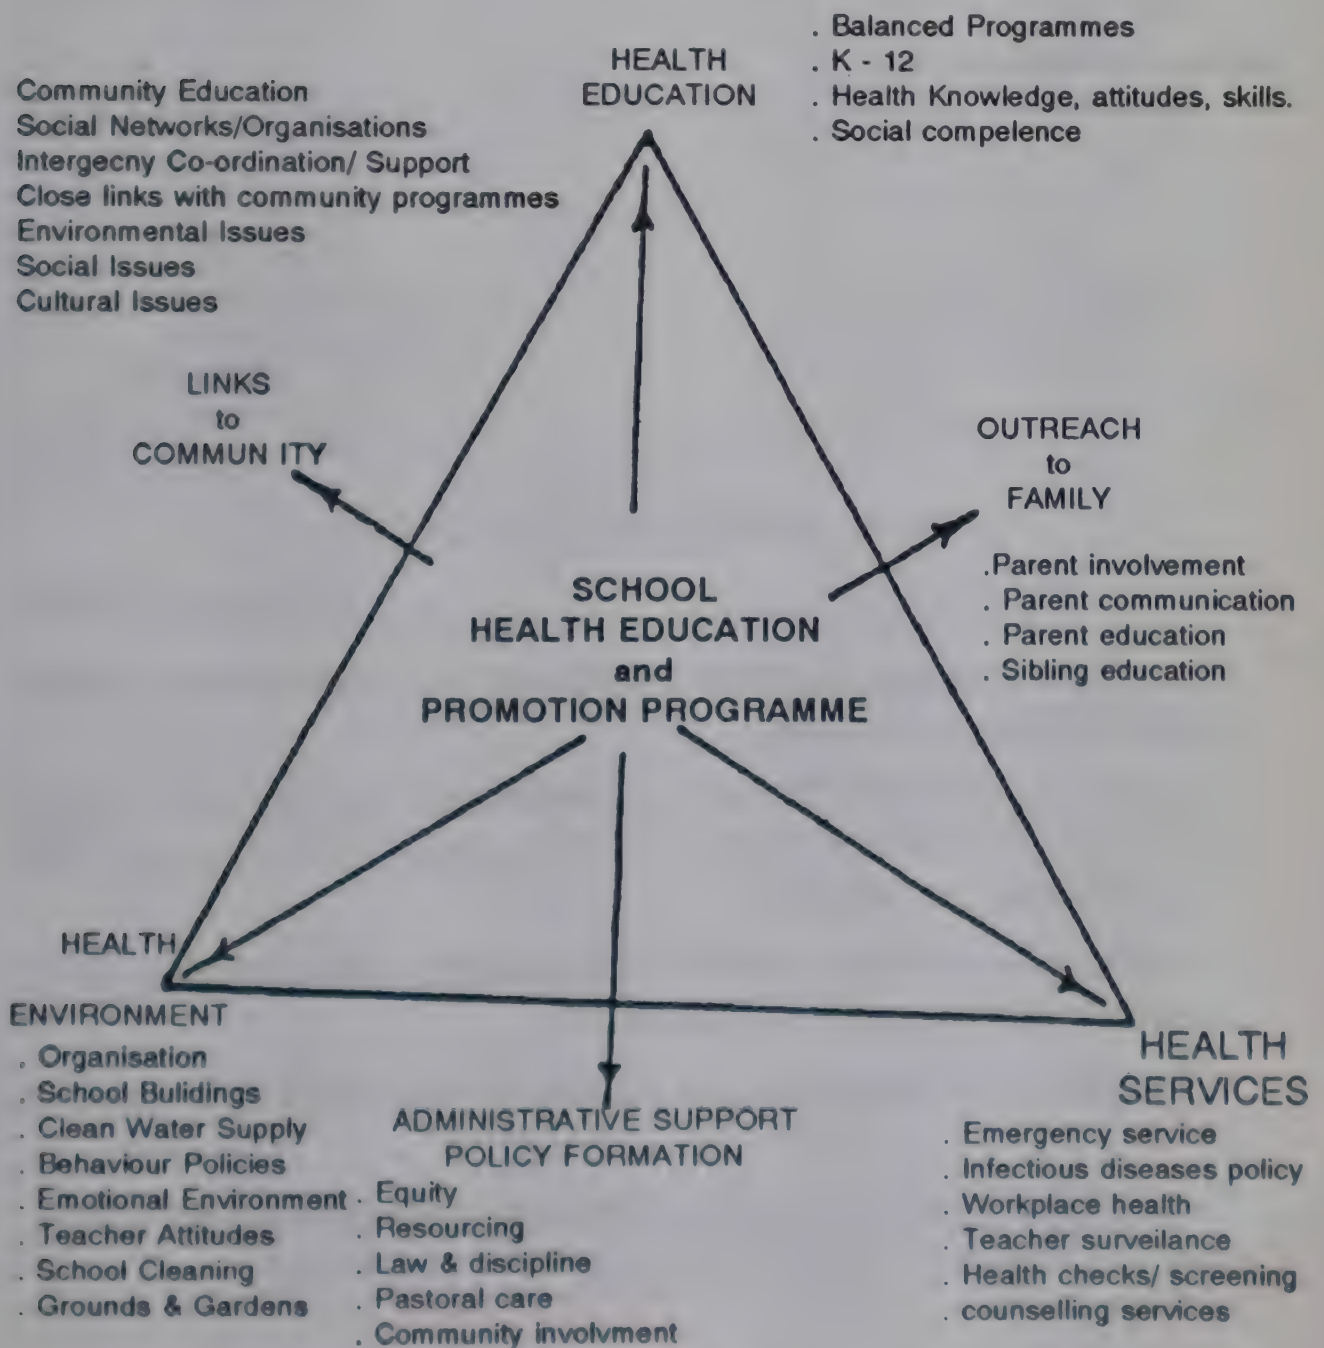 HEALTH
EDUCATION
. Balanced Programmes
. K - 12
. Health Knowledge, attitudes, skills.
. Social compelence
Community Education
Social Networks/Organisations
Intergecny Co-ordination/ Support
Close links with community programmes
Environmental Issues
Social Issues
Cultural Issues
LINKS
to
COMMUN ITY
OUTREACH
to
FAMILY
.Parent involvement
. Parent communication
. Parent education
. Sibling education
SCHOOL
HEALTH EDUCATION
and
PROMOTION PROGRAMME
HEALTH
ENVIRONMENT
. Organisation
. School Bulidings
. Clean Water Supply
. Behaviour Policies
. Emotional Environment
. Teacher Attitudes
. School Cleaning
. Grounds & Gardens
ADMINISTRATIVE SUPPORT
POLICY FORMATION
. Equity
. Resourcing
. Law & discipline
. Pastoral care
. Community involvment
HEALTH
SERVICES
. Emergency service
. Infectious diseases policy
. Workplace health
. Teacher surveilance
. Health checks/ screening
. counselling services